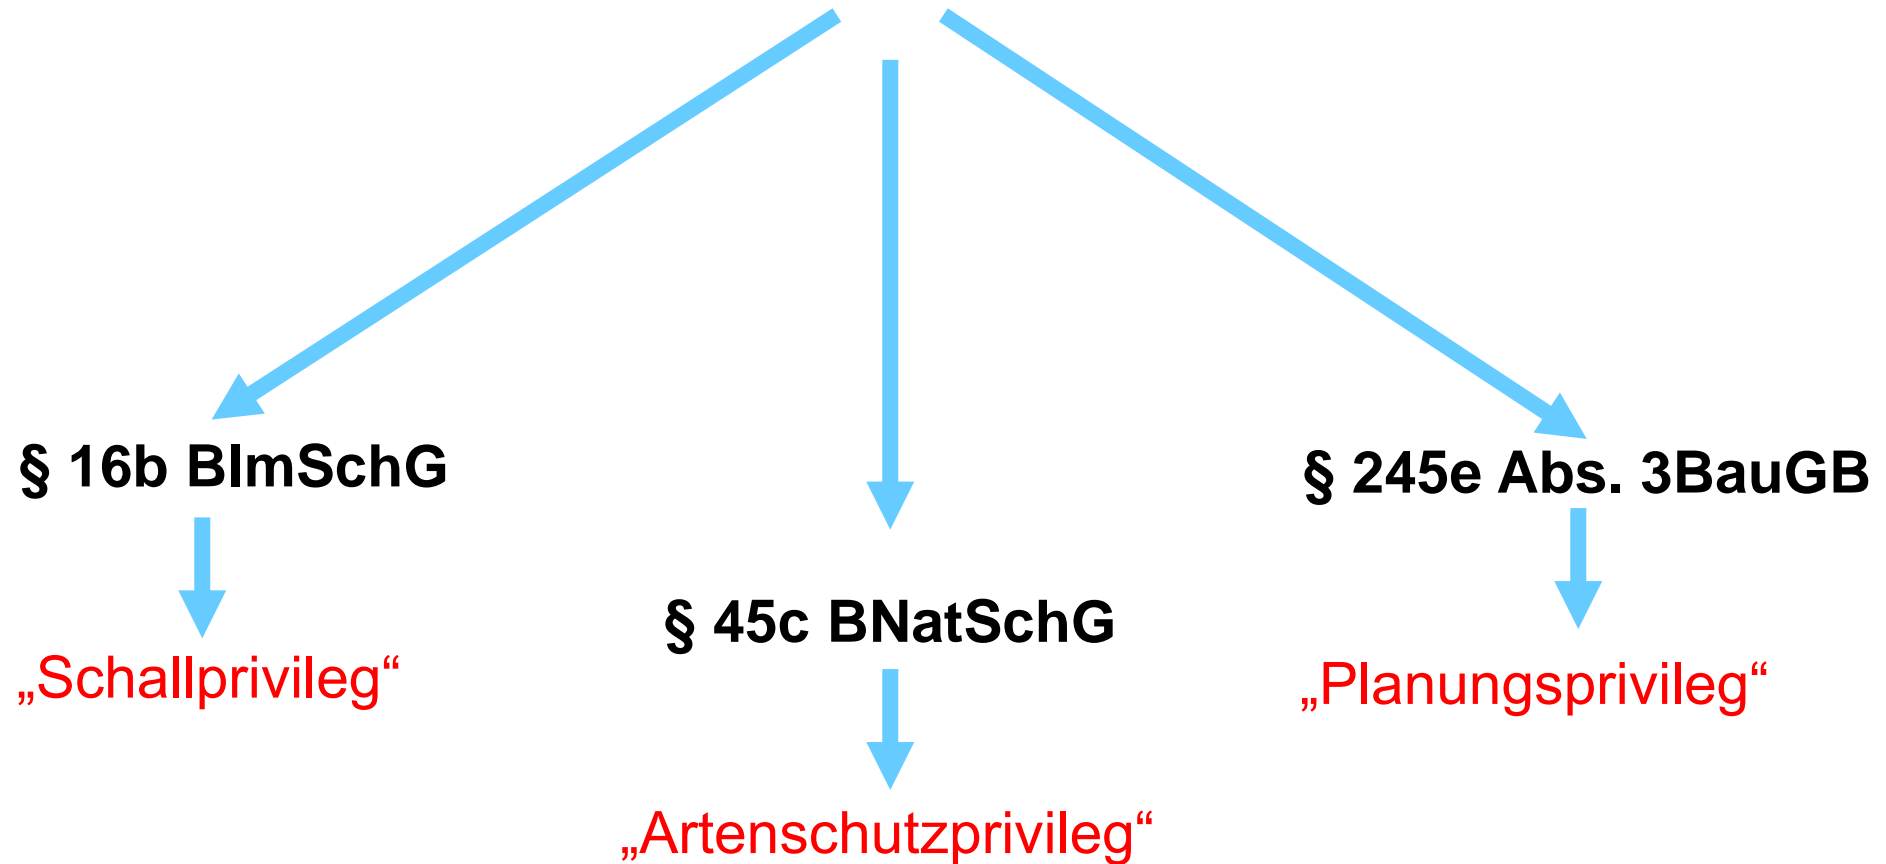 § 16b BImSchG
§ 245e Abs. 3BauGB
§ 45c BNatSchG
„Schallprivileg“
„Planungsprivileg“
„Artenschutzprivileg“